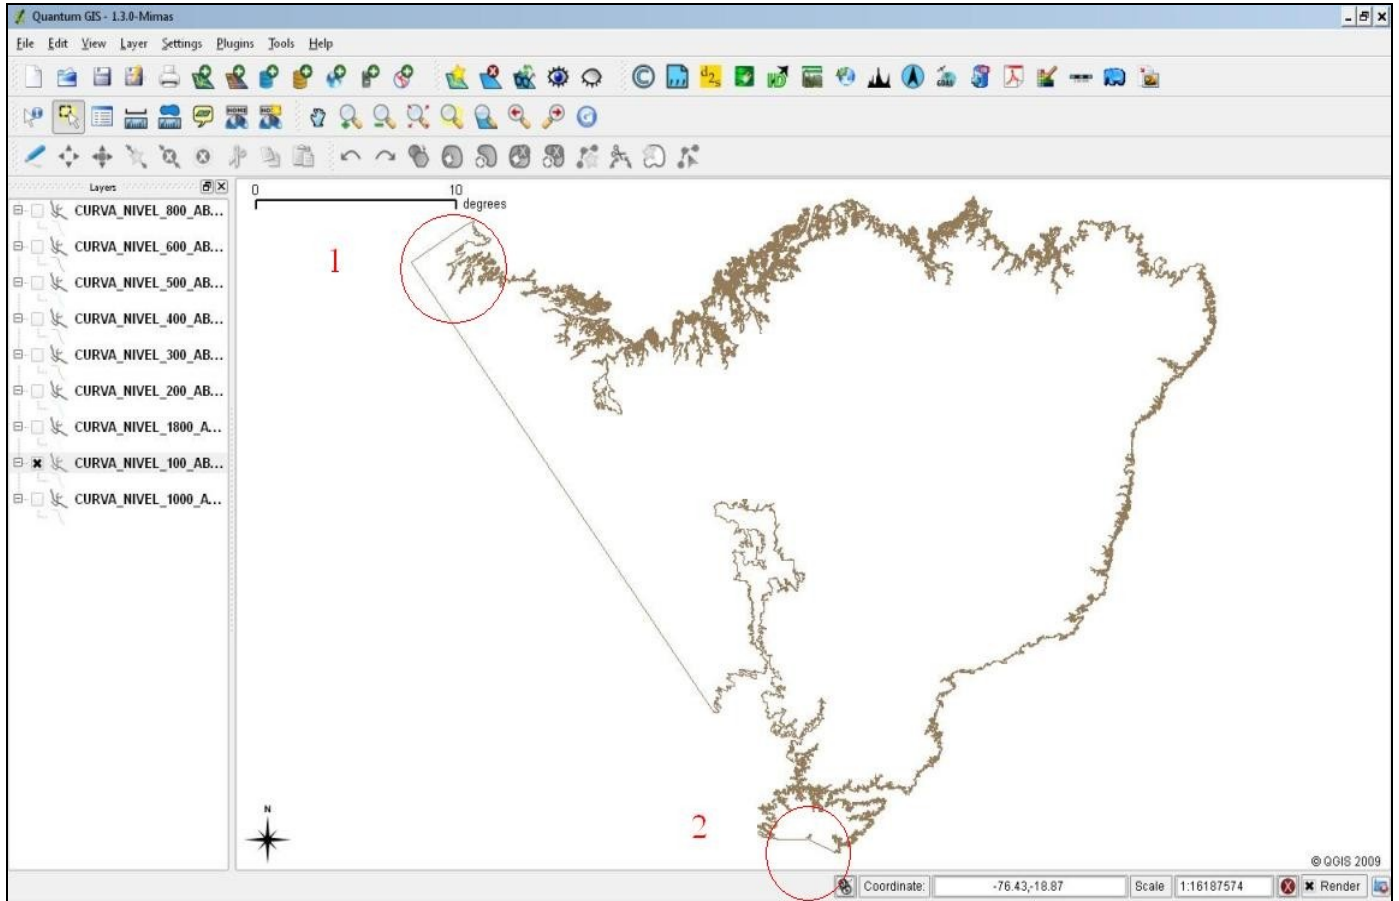 Quantum GIS - 1.3.0-Mimas
File Edit View Layer Settings Plugins Tools Help
Layers
CURVA_NIVEL_800_AB...
CURVA_NIVEL_600_AB...
CURVA_NIVEL_500_AB...
CURVA_NIVEL_400_AB...
CURVA_NIVEL_300_AB...
CURVA_NIVEL_200_AB...
CURVA_NIVEL_1800_A...
CURVA_NIVEL_100_AB...
CURVA_NIVEL_1000_A...
0 10
degrees
1
2
N
© QGIS 2009
Coordinate: -76.43,-18.87 Scale 1:16187574 Render